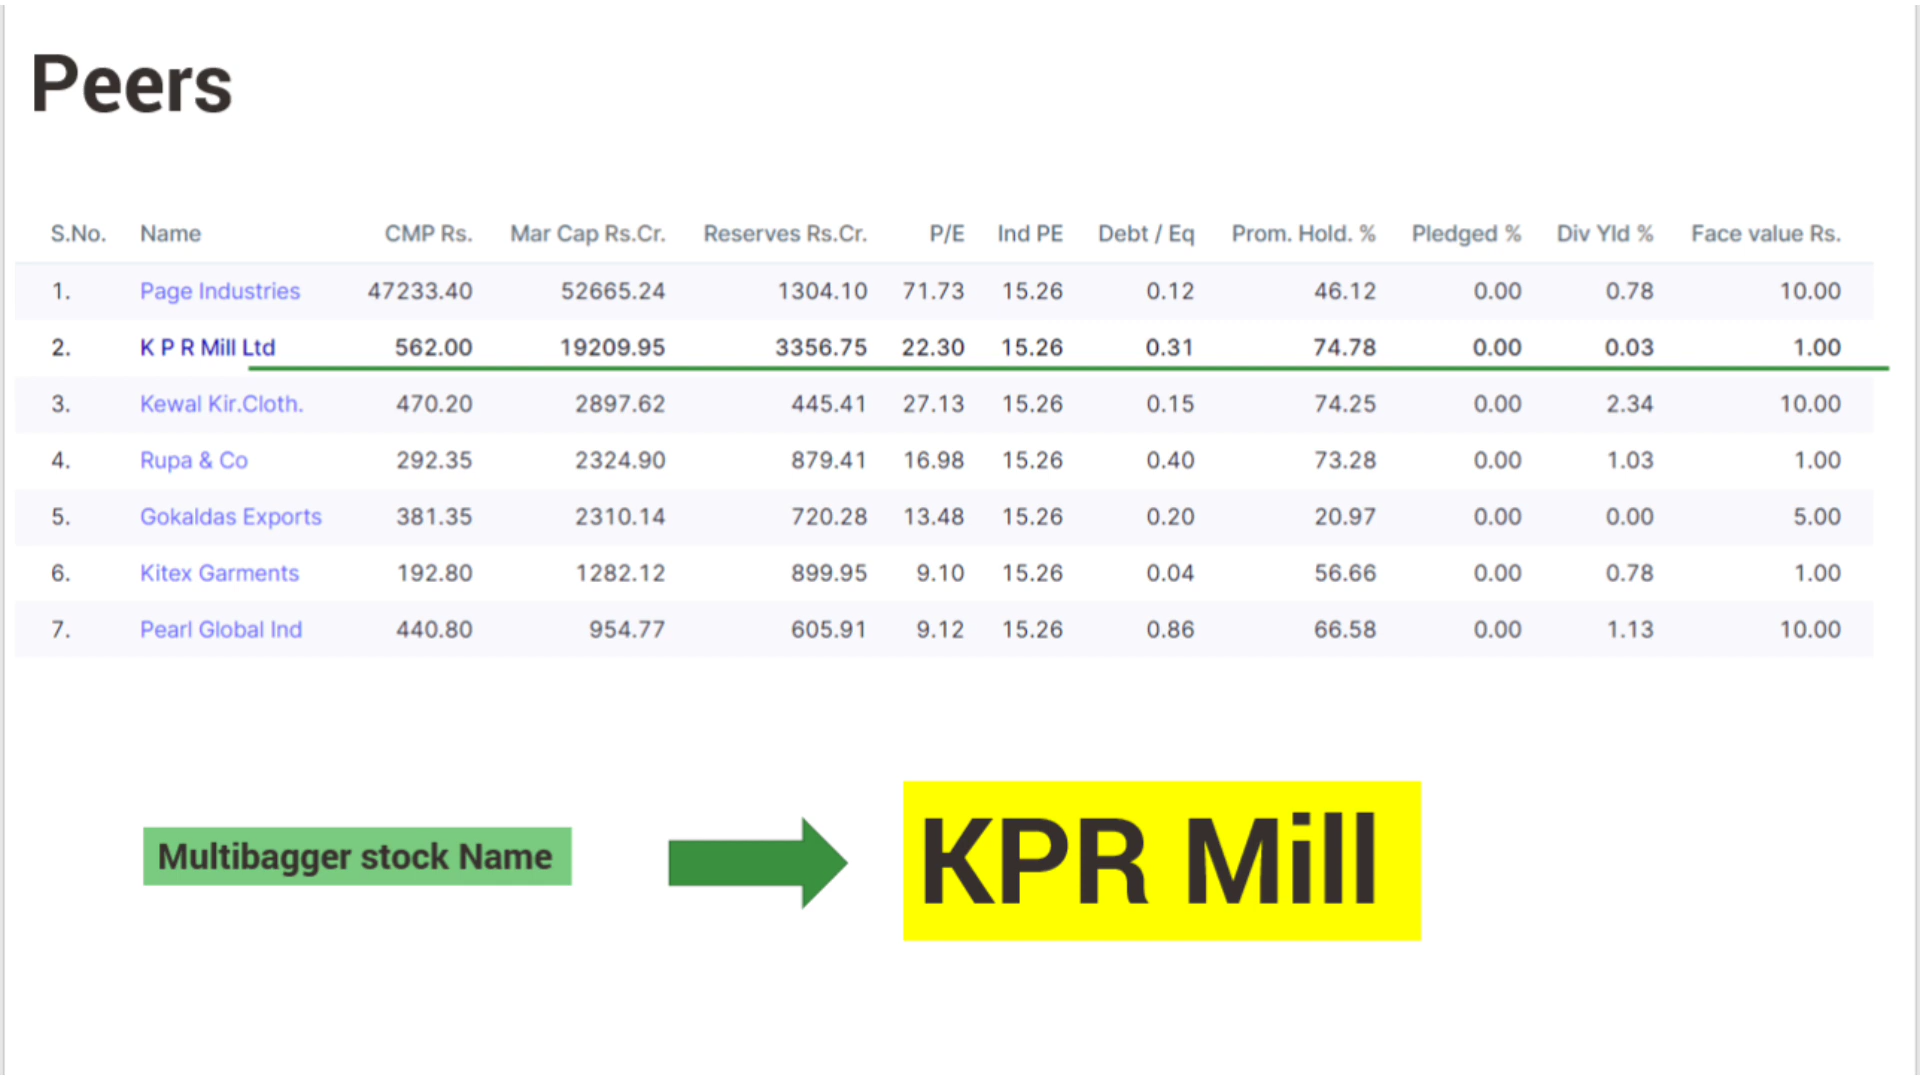 Peers
S.No. Name CMP Rs. Mar Cap Rs.Cr. Reserves Rs.Cr. P/E Ind PE Debt / Eq Prom. Hold. % Pledged % Div Yld % Face value Rs.
1. Page Industries 47233.40 52665.24 1304.10 71.73 15.26 0.12 46.12 0.00 0.78 10.00
2. K P R Mill Ltd 562.00 19209.95 3356.75 22.30 15.26 0.31 74.78 0.00 0.03 1.00
3. Kewal Kir.Cloth. 470.20 2897.62 445.41 27.13 15.26 0.15 74.25 0.00 2.34 10.00
4. Rupa & Co 292.35 2324.90 879.41 16.98 15.26 0.40 73.28 0.00 1.03 1.00
5. Gokaldas Exports 381.35 2310.14 720.28 13.48 15.26 0.20 20.97 0.00 0.00 5.00
6. Kitex Garments 192.80 1282.12 899.95 9.10 15.26 0.04 56.66 0.00 0.78 1.00
7. Pearl Global Ind 440.80 954.77 605.91 9.12 15.26 0.86 66.58 0.00 1.13 10.00
Multibagger stock Name
KPR Mill